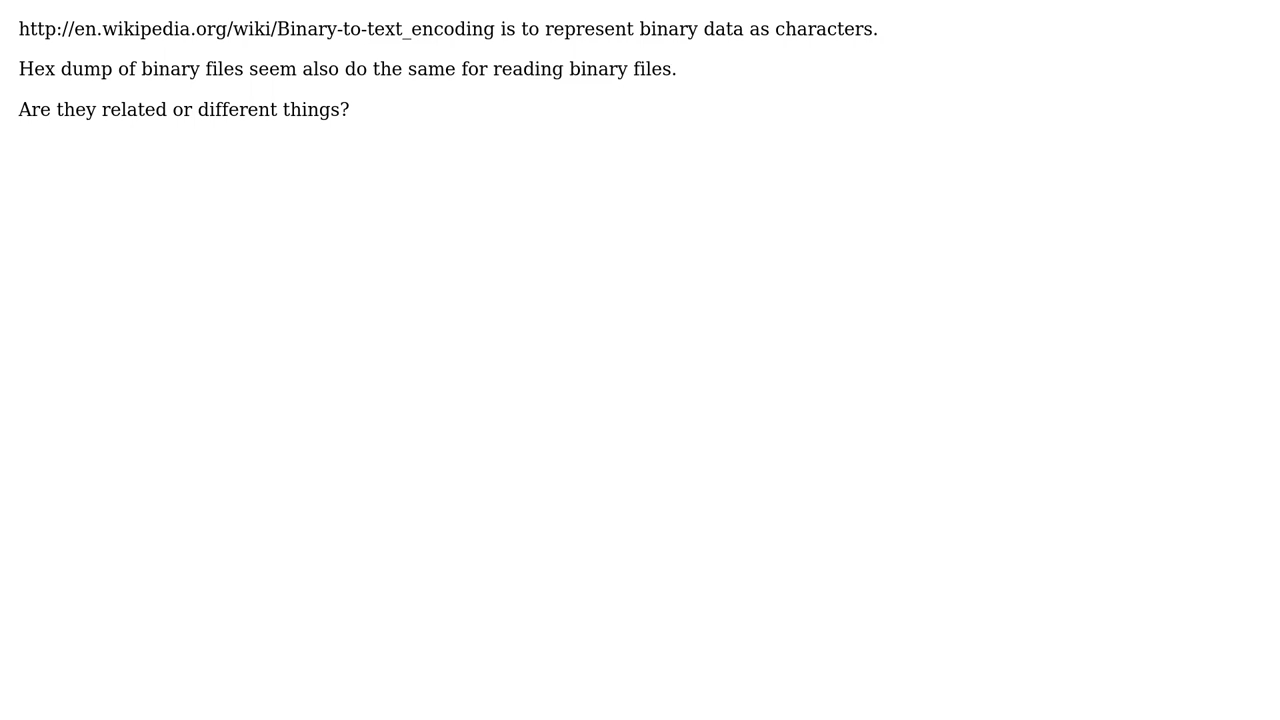 http://en.wikipedia.org/wiki/Binary-to-text_encoding is to represent binary data as characters.
Hex dump of binary files seem also do the same for reading binary files.
Are they related or different things?